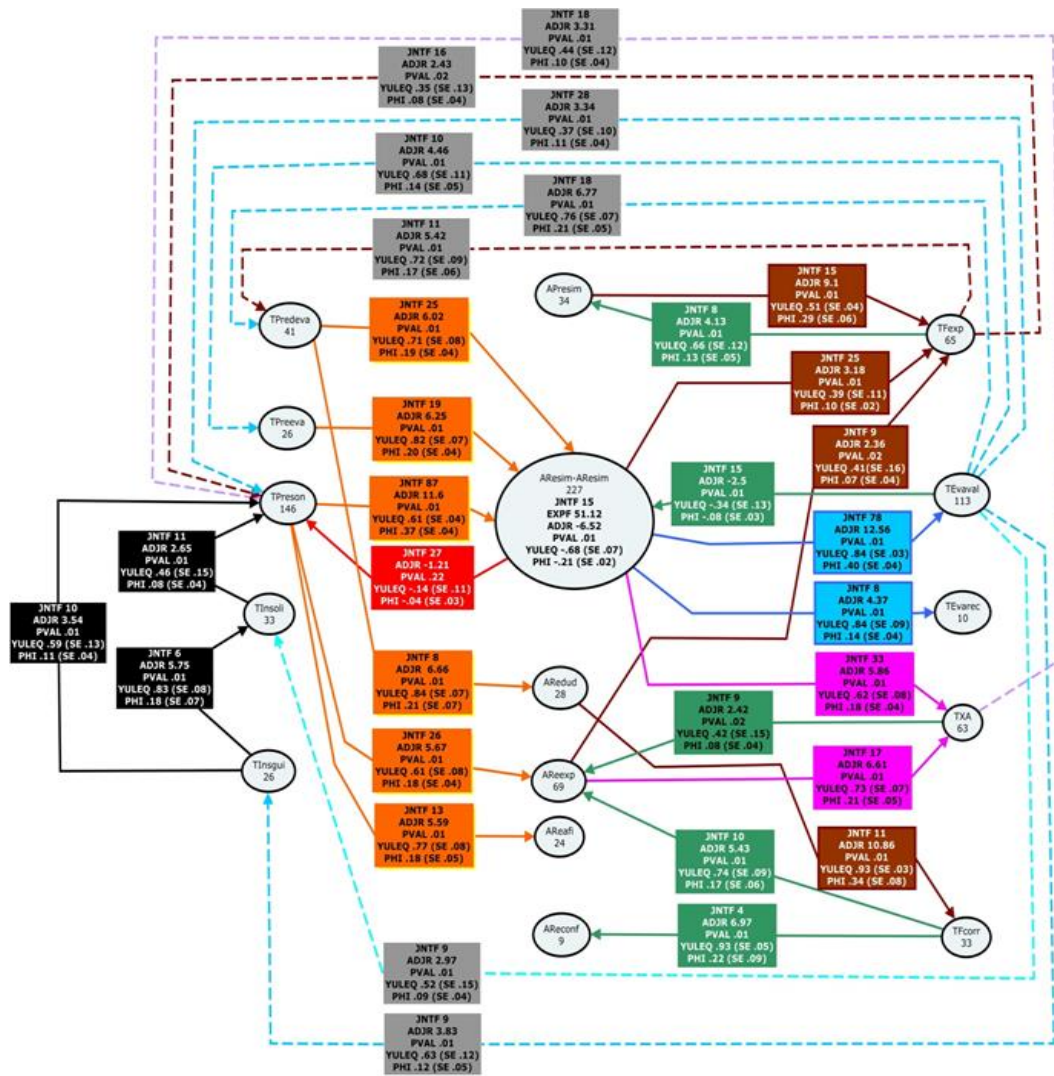 JNTF 18
ADJR 3.31
PVAL .01
YULEQ .44 (SE .12)
PHI .10 (SE .04)
JNTF 16
ADJR 2.43
PVAL .02
YULEQ .35 (SE .13)
PHI .08 (SE .04)
JNTF 28
ADJR 3.34
PVAL .01
YULEQ .37 (SE .10)
PHI .11 (SE .04)
JNTF 10
ADJR 4.46
PVAL .01
YULEQ .68 (SE .11)
PHI .14 (SE .05)
JNTF 18
ADJR 6.77
PVAL .01
YULEQ .76 (SE .07)
PHI .21 (SE .05)
JNTF 11
ADJR 5.42
PVAL .01
YULEQ .72 (SE .09)
PHI .17 (SE .06)
TPredeva
41
JNTF 25
ADJR 6.02
PVAL .01
YULEQ .71 (SE .08)
PHI .19 (SE .04)
APresim
34
JNTF 15
ADJR 9.1
PVAL .01
YULEQ .51 (SE .04)
PHI .29 (SE .06)
JNTF 8
ADJR 4.13
PVAL .01
YULEQ .66 (SE .12)
PHI .13 (SE .05)
TFexp
65
JNTF 25
ADJR 3.18
PVAL .01
YULEQ .39 (SE .11)
PHI .10 (SE .02)
TPreeva
26
JNTF 19
ADJR 6.25
PVAL .01
YULEQ .82 (SE .07)
PHI .20 (SE .04)
JNTF 9
ADJR 2.36
PVAL .02
YULEQ .41(SE .16)
PHI .07 (SE .04)
TPreson
146
JNTF 87
ADJR 11.6
PVAL .01
YULEQ .61 (SE .04)
PHI .37 (SE .04)
AResim-AResim
227
JNTF 15
EXPF 51.12
ADJR -6.52
PVAL .01
YULEQ -.68 (SE .07)
PHI -.21 (SE .02)
JNTF 15
ADJR -2.5
PVAL .01
YULEQ -.34 (SE .13)
PHI -.08 (SE .03)
TEvaval
113
JNTF 11
ADJR 2.65
PVAL .01
YULEQ .46 (SE .15)
PHI .08 (SE .04)
JNTF 27
ADJR -1.21
PVAL .22
YULEQ -.14 (SE .11)
PHI -.04 (SE .03)
JNTF 78
ADJR 12.56
PVAL .01
YULEQ .84 (SE .03)
PHI .40 (SE .04)
JNTF 10
ADJR 3.54
PVAL .01
YULEQ .59 (SE .13)
PHI .11 (SE .04)
TInsoli
33
JNTF 8
ADJR 4.37
PVAL .01
YULEQ .84 (SE .09)
PHI .14 (SE .04)
TEvarec
10
JNTF 6
ADJR 5.75
PVAL .01
YULEQ .83 (SE .08)
PHI .18 (SE .07)
JNTF 8
ADJR 6.66
PVAL .01
YULEQ .84 (SE .07)
PHI .21 (SE .07)
ARedud
28
JNTF 33
ADJR 5.86
PVAL .01
YULEQ .62 (SE .08)
PHI .18 (SE .04)
JNTF 9
ADJR 2.42
PVAL .02
YULEQ .42 (SE .15)
PHI .08 (SE .04)
TXA
63
TInsgui
26
JNTF 26
ADJR 5.67
PVAL .01
YULEQ .61 (SE .08)
PHI .18 (SE .04)
AReexp
69
JNTF 17
ADJR 6.61
PVAL .01
YULEQ .73 (SE .07)
PHI .21 (SE .05)
JNTF 13
ADJR 5.59
PVAL .01
YULEQ .77 (SE .08)
PHI .18 (SE .05)
AReafi
24
JNTF 10
ADJR 5.43
PVAL .01
YULEQ .74 (SE .09)
PHI .17 (SE .06)
JNTF 11
ADJR 10.86
PVAL .01
YULEQ .93 (SE .03)
PHI .34 (SE .08)
AReconf
9
JNTF 4
ADJR 6.97
PVAL .01
YULEQ .93 (SE .05)
PHI .22 (SE .09)
TFcorr
33
JNTF 9
ADJR 2.97
PVAL .01
YULEQ .52 (SE .15)
PHI .09 (SE .04)
JNTF 9
ADJR 3.83
PVAL .01
YULEQ .63 (SE .12)
PHI .12 (SE .05)